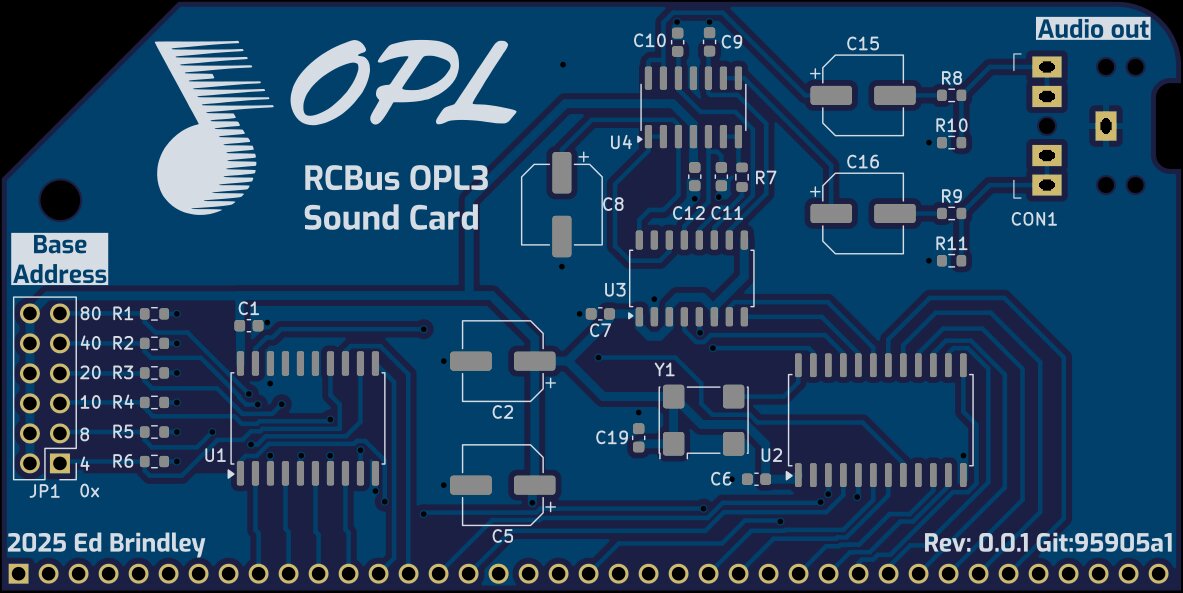 OPL
RCBus OPL3
Sound Card
Audio out
C10
C9
C15
R8
R10
U4
C16
R7
C8
C12
C11
R9
CON1
R11
Base
Address
U3
C7
80
R1
C1
40
R2
20
R3
10
R4
8
R5
4
R6
JP1
0x
U1
C2
Y1
C19
U2
C6
C5
2025 Ed Brindley
Rev: 0.0.1 Git:95905a1